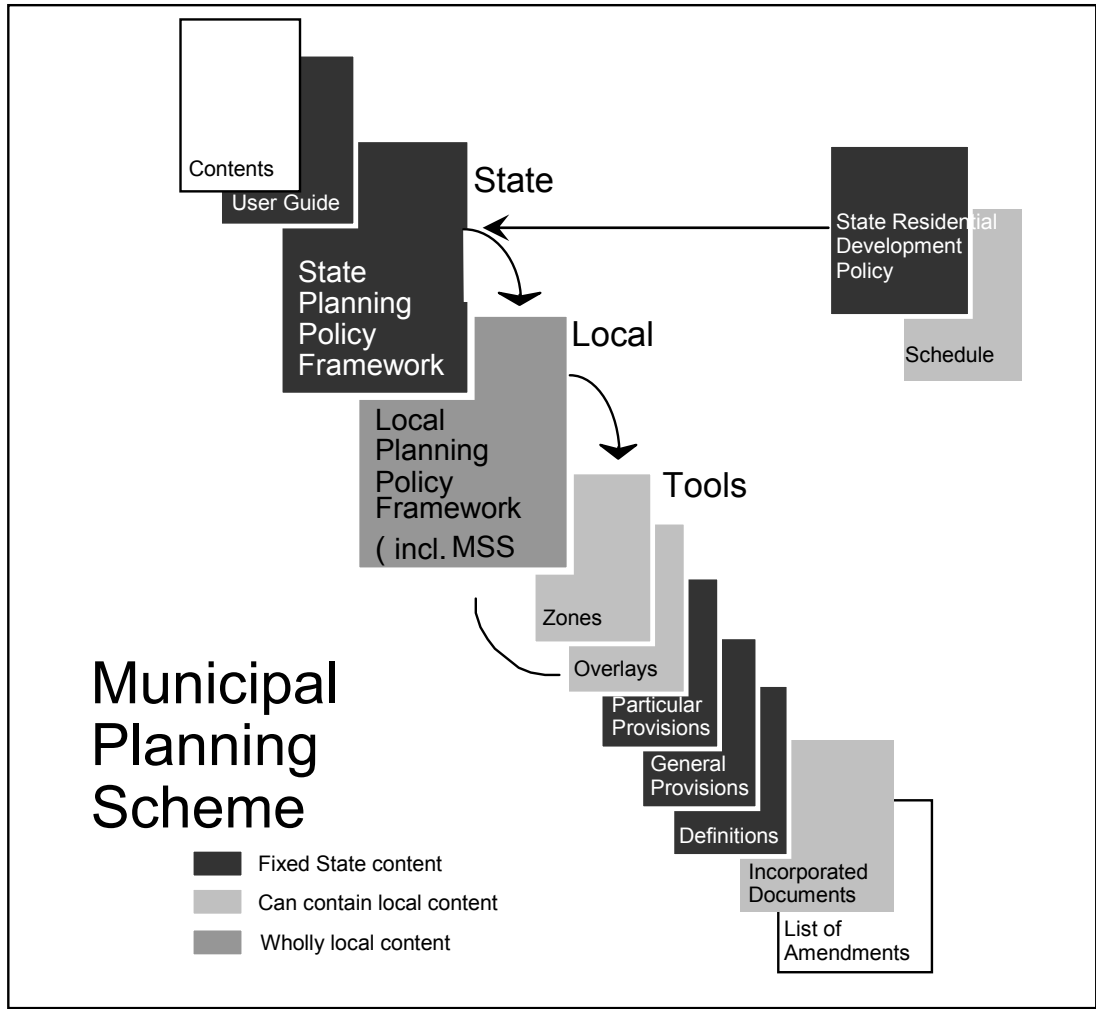 Contents
User Guide
State
State
Planning
Policy
Framework
State Residential
Development
Policy
Schedule
Local
Local
Planning
Policy
Framework
( incl. MSS
Tools
Zones
Overlays
Particular
Provisions
General
Provisions
Definitions
Incorporated
Documents
List of
Amendments
Municipal
Planning
Scheme
Fixed State content
Can contain local content
Wholly local content